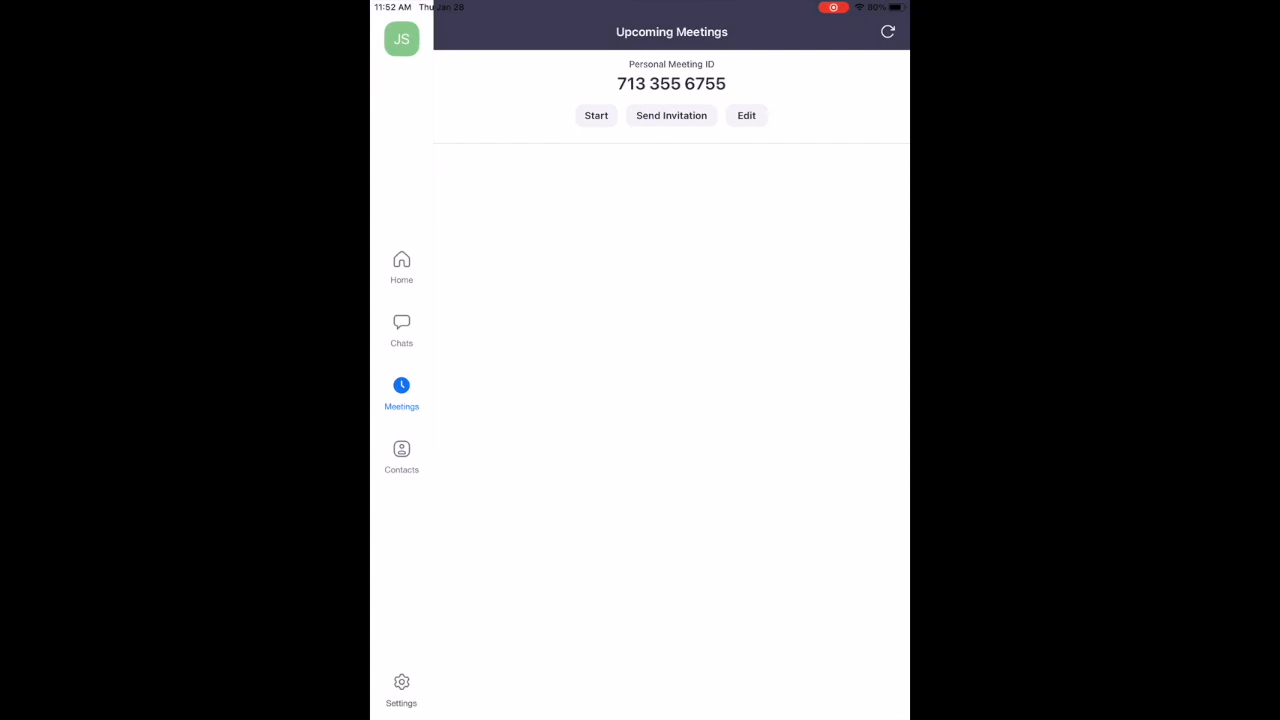 11:52 AM Thu Jan 28
80%
JS
Upcoming Meetings
Personal Meeting ID
713 355 6755
Start Send Invitation Edit
Home
Chats
Meetings
Contacts
Settings